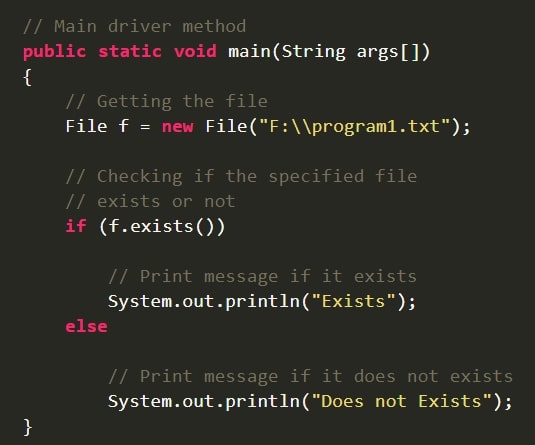 // Main driver method
public static void main(String args[])
{
// Getting the file
File f = new File("F:\\program1.txt");
// Checking if the specified file
// exists or not
if (f.exists())
// Print message if it exists
System.out.println("Exists");
else
// Print message if it does not exists
System.out.println("Does not Exists");
}